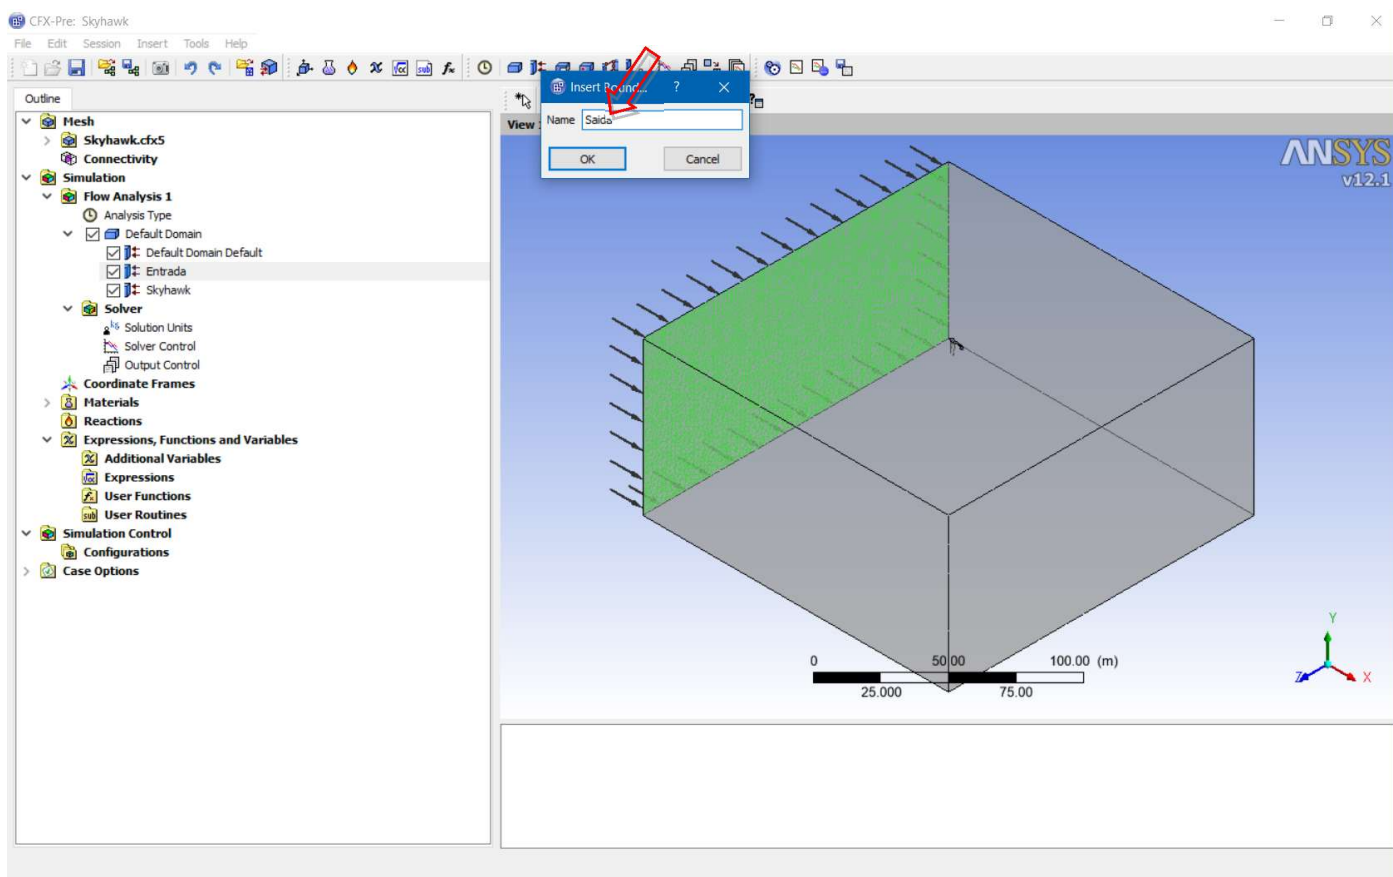 CFX-Pre: Skyhawk
File Edit Session Insert Tools Help
Outline
Mesh
Skyhawk.cfx5
Connectivity
Simulation
Flow Analysis 1
Analysis Type
Default Domain
Default Domain Default
Entrada
Skyhawk
Solver
Solution Units
Solver Control
Output Control
Coordinate Frames
Materials
Reactions
Expressions, Functions and Variables
Additional Variables
Expressions
User Functions
User Routines
Simulation Control
Configurations
Case Options
Insert Bound... ?
Name Saida
OK Cancel
View
ANSYS
v12.1
0 50.00 100.00 (m)
25.000 75.00
Y
Z X